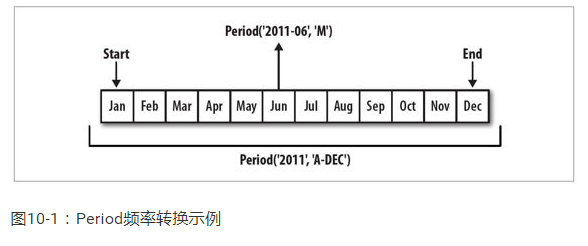 Period('2011-06', 'M')
Start End
Jan Feb Mar Apr May Jun Jul Aug Sep Oct Nov Dec
Period('2011', 'A-DEC')
图10-1：Period频率转换示例